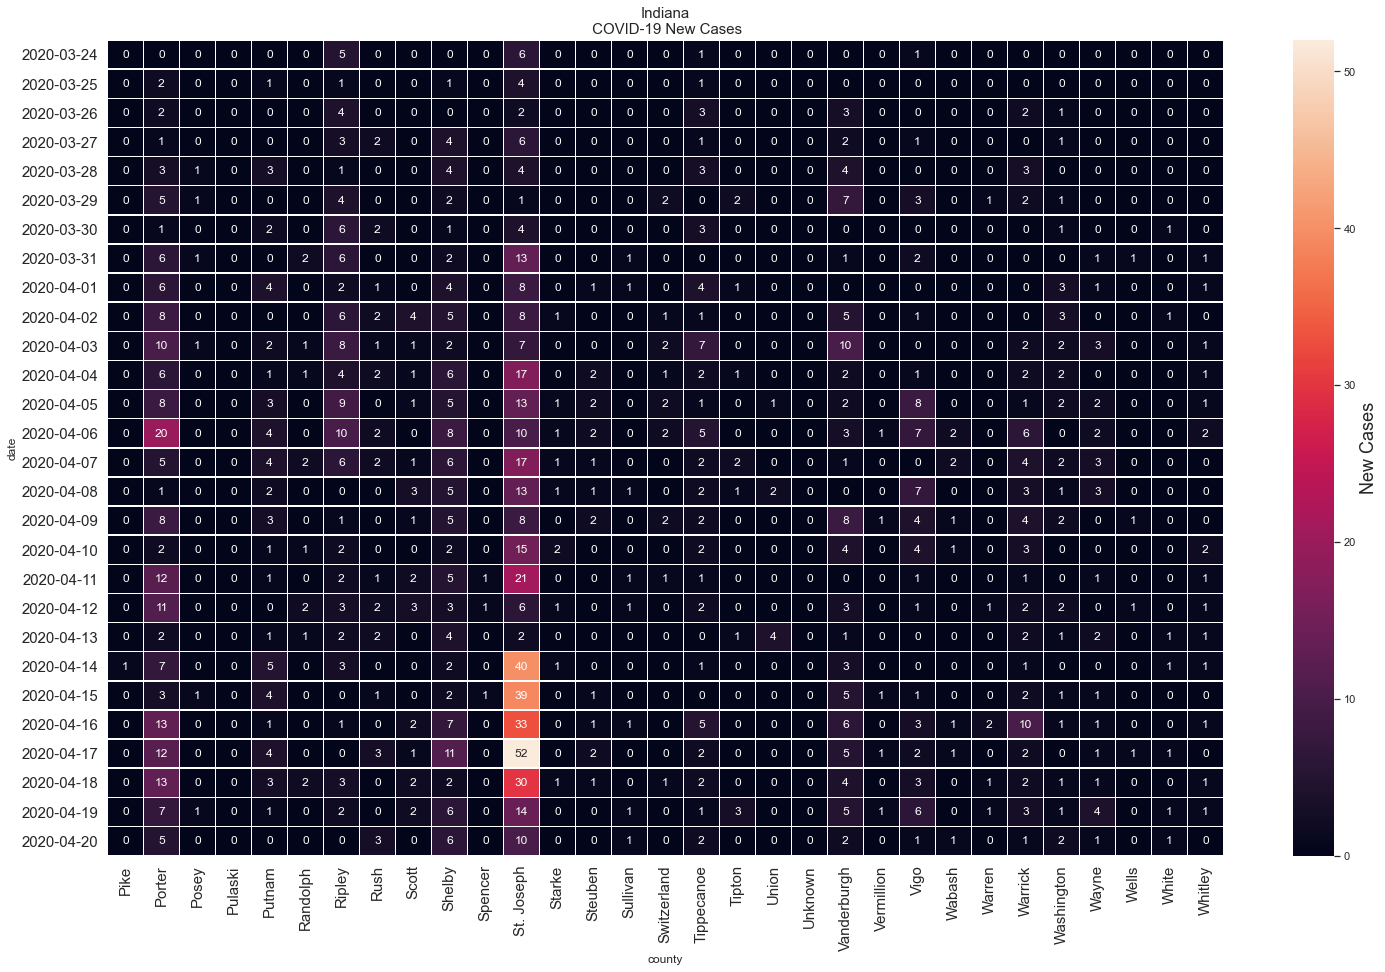 Indiana
COVID-19 New Cases
2020-03-24 0 0 0 0 0 0 5 0 0 0 0 6 0 0 0 0 1 0 0 0 0 0 1 0 0 0 0 0 0 0 0
2020-03-25 0 2 0 0 1 0 1 0 0 1 0 4 0 0 0 0 1 0 0 0 0 0 0 0 0 0 0 0 0 0 0
2020-03-26 0 2 0 0 0 0 4 0 0 0 0 2 0 0 0 0 3 0 0 0 3 0 0 0 0 2 1 0 0 0 0
2020-03-27 0 1 0 0 0 0 3 2 0 4 0 6 0 0 0 0 1 0 0 0 2 0 1 0 0 0 1 0 0 0 0
2020-03-28 0 3 1 0 3 0 1 0 0 4 0 4 0 0 0 0 3 0 0 0 4 0 0 0 0 3 0 0 0 0 0
2020-03-29 0 5 1 0 0 0 4 0 0 2 0 1 0 0 0 2 0 2 0 0 7 0 3 0 1 2 1 0 0 0 0
2020-03-30 0 1 0 0 2 0 6 2 0 1 0 4 0 0 0 0 3 0 0 0 0 0 0 0 0 0 1 0 0 1 0
2020-03-31 0 6 1 0 0 2 6 0 0 2 0 13 0 0 1 0 0 0 0 0 1 0 2 0 0 0 0 1 1 0 1
2020-04-01 0 6 0 0 4 0 2 1 0 4 0 8 0 1 1 0 4 1 0 0 0 0 0 0 0 0 3 1 0 0 1
2020-04-02 0 8 0 0 0 0 6 2 4 5 0 8 1 0 0 1 1 0 0 0 5 0 1 0 0 0 3 0 0 1 0
2020-04-03 0 10 1 0 2 1 8 1 1 2 0 7 0 0 0 2 7 0 0 0 10 0 0 0 0 2 2 3 0 0 1
2020-04-04 0 6 0 0 1 1 4 2 1 6 0 17 0 2 0 1 2 1 0 0 2 0 1 0 0 2 2 0 0 0 1
2020-04-05 0 8 0 0 3 0 9 0 1 5 0 13 1 2 0 2 1 0 1 0 2 0 8 0 0 1 2 2 0 0 1
2020-04-06 0 20 0 0 4 0 10 2 0 8 0 10 1 2 0 2 5 0 0 0 3 1 7 2 0 6 0 2 0 0 2
2020-04-07 0 5 0 0 4 2 6 2 1 6 0 17 1 1 0 0 2 2 0 0 1 0 0 2 0 4 2 3 0 0 0
2020-04-08 0 1 0 0 2 0 0 0 3 5 0 13 1 1 1 0 2 1 2 0 0 0 7 0 0 3 1 3 0 0 0
2020-04-09 0 8 0 0 3 0 1 0 1 5 0 8 0 2 0 2 2 0 0 0 8 1 4 1 0 4 2 0 1 0 0
2020-04-10 0 2 0 0 1 1 2 0 0 2 0 15 2 0 0 0 2 0 0 0 4 0 4 1 0 3 0 0 0 0 2
2020-04-11 0 12 0 0 1 0 2 1 2 5 1 21 0 0 1 1 1 0 0 0 0 0 1 0 0 1 0 1 0 0 1
2020-04-12 0 11 0 0 0 2 3 2 3 3 1 6 1 0 1 0 2 0 0 0 3 0 1 0 1 2 2 0 1 0 1
2020-04-13 0 2 0 0 1 1 2 2 0 4 0 2 0 0 0 0 0 1 4 0 1 0 0 0 0 2 1 2 0 1 1
2020-04-14 1 7 0 0 5 0 3 0 0 2 0 40 1 0 0 0 1 0 0 0 3 0 0 0 0 1 0 0 0 1 1
2020-04-15 0 3 1 0 4 0 0 1 0 2 1 39 0 1 0 0 0 0 0 0 5 1 1 0 0 2 1 1 0 0 0
2020-04-16 0 13 0 0 1 0 1 0 2 7 0 33 0 1 1 0 5 0 0 0 6 0 3 1 2 10 1 1 0 0 1
2020-04-17 0 12 0 0 4 0 0 3 1 11 0 52 0 2 0 0 2 0 0 0 5 1 2 1 0 2 0 1 1 1 0
2020-04-18 0 13 0 0 3 2 3 0 2 2 0 30 1 1 0 1 2 0 0 0 4 0 3 0 1 2 1 1 0 0 1
2020-04-19 0 7 1 0 1 0 2 0 2 6 0 14 0 0 1 0 1 3 0 0 5 1 6 0 1 3 1 4 0 1 1
2020-04-20 0 5 0 0 0 0 0 3 0 6 0 10 0 0 1 0 2 0 0 0 2 0 1 1 0 1 2 1 0 1 0
date
Pike Porter Posey Pulaski Putnam Randolph Ripley Rush Scott Shelby Spencer St. Joseph Starke Steuben Sullivan Switzerland Tippecanoe Tipton Union Unknown Vanderburgh Vermillion Vigo Wabash Warren Warrick Washington Wayne Wells White Whitley
county
50
40
30
20
10
0
New Cases